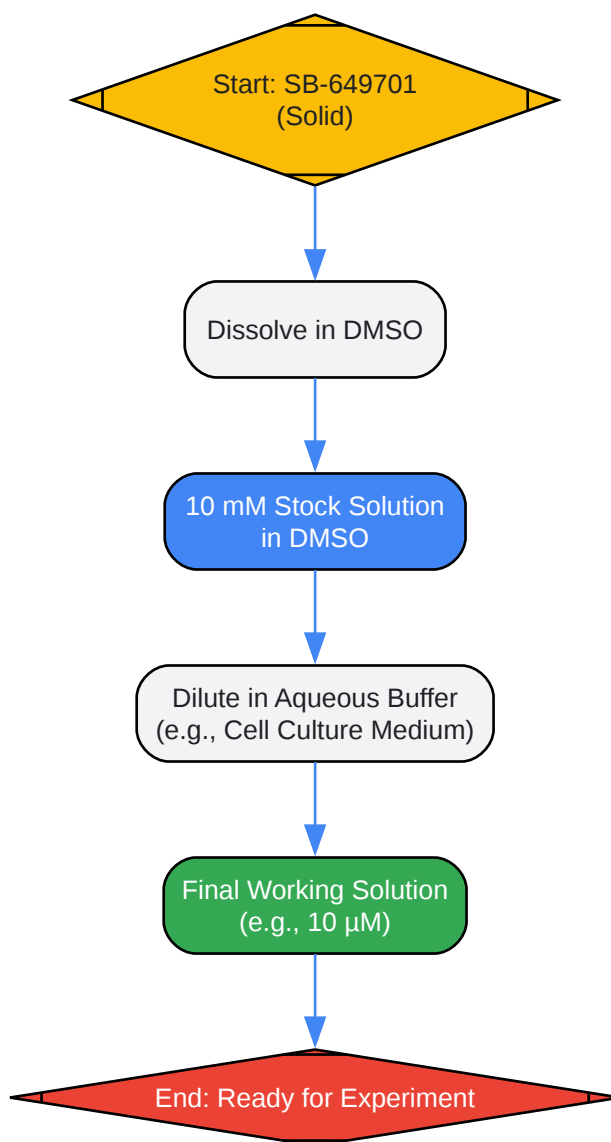 Start: SB-649701
(Solid)
Dissolve in DMSO
10 mM Stock Solution
in DMSO
Dilute in Aqueous Buffer
(e.g., Cell Culture Medium)
Final Working Solution
(e.g., 10 µM)
End: Ready for Experiment